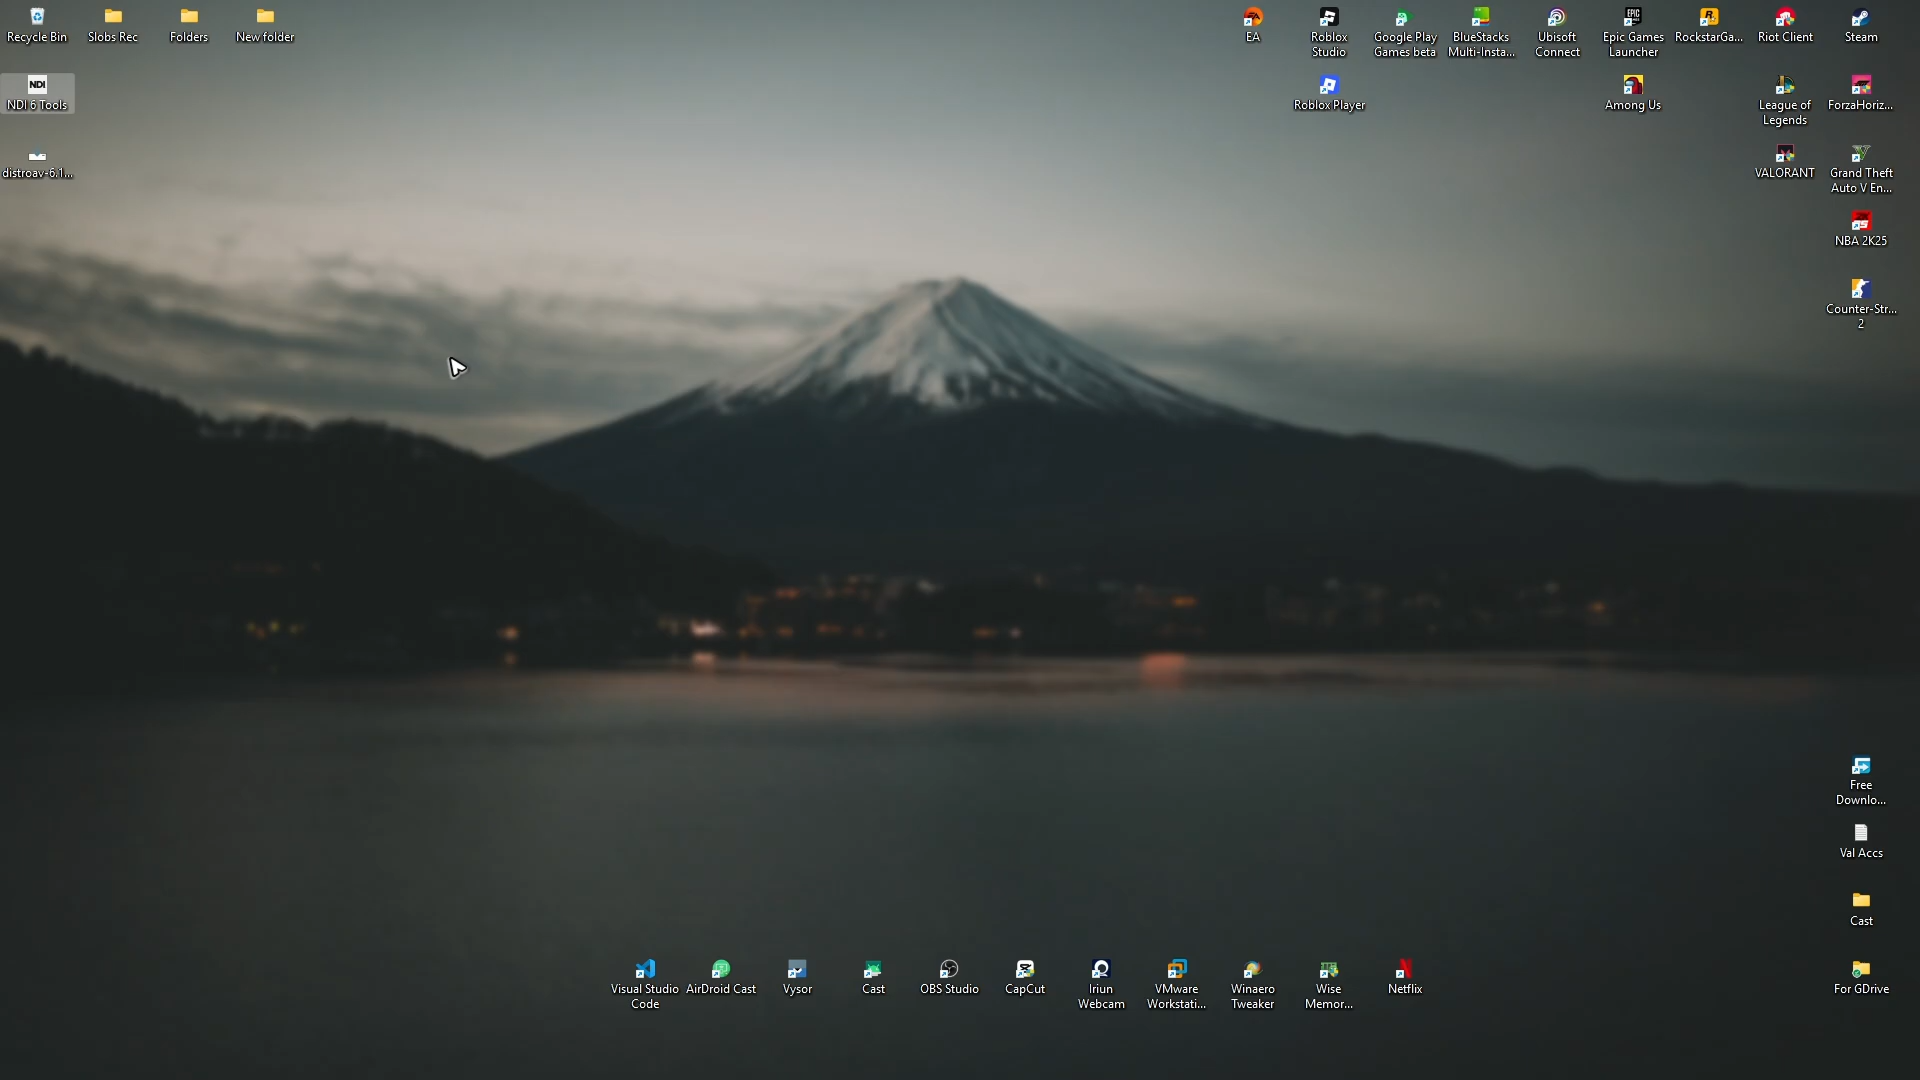 Recycle Bin
Slobs Rec
Folders
New folder
EA
Roblox
Studio
Google Play
Games beta
BlueStacks
Multi-Insta...
Ubisoft
Connect
EPIC
Epic Games
Launcher
RockstarGa...
Riot Client
Steam
NDI
NDI 6 Tools
Roblox Player
Among Us
League of
Legends
ForzaHoriz...
distroav-6.1...
VALORANT
Grand Theft
Auto V En...
NBA 2K25
Counter-Str...
2
Free
Downlo...
Val Accs
Cast
Visual Studio
Code
AirDroid Cast
Vysor
Cast
OBS Studio
CapCut
Iriun
Webcam
VMware
Workstati...
Winaero
Tweaker
Wise
Memor...
Netflix
For GDrive